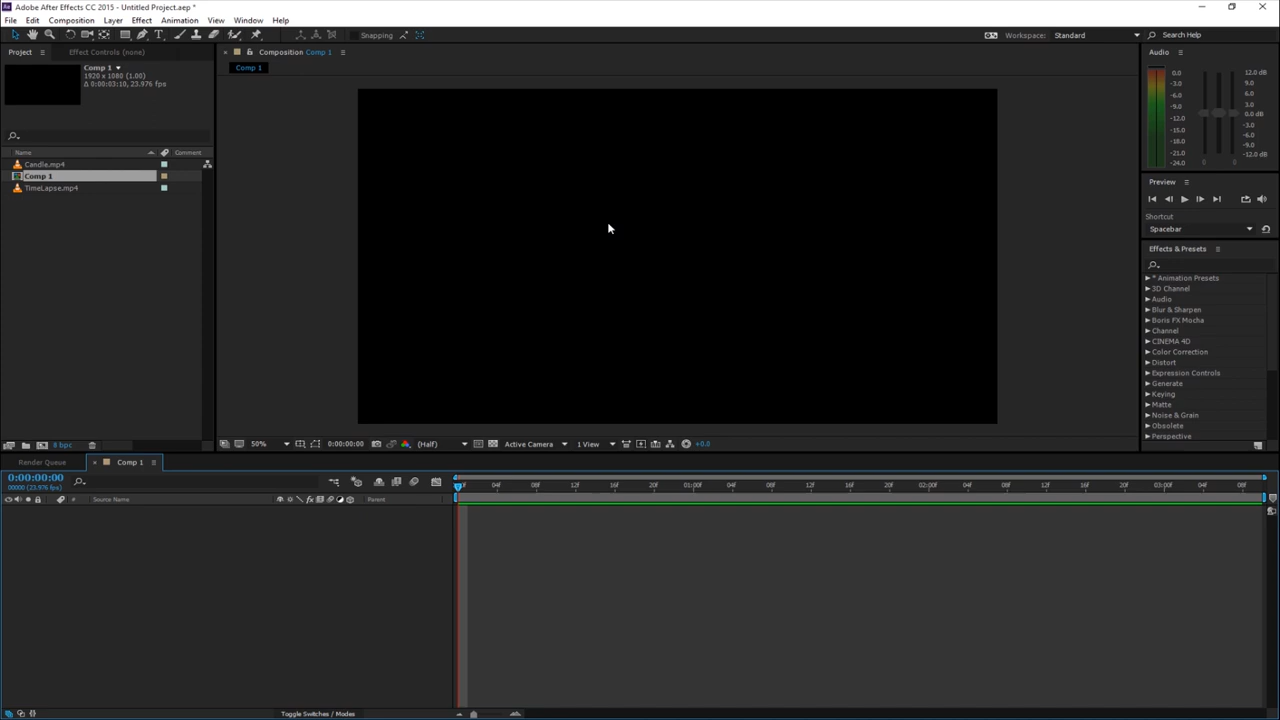 Adobe After Effects CC 2015 - Untitled Project.aep *
File Edit Composition Layer Effect Animation View Window Help
Snapping
Workspace: Standard
Search Help
Project Effect Controls (none)
Composition Comp 1
Audio
Comp 1
Comp 1
1920 x 1080 (1.00)
Δ 0:00:03:10, 23.976 fps
0.0
-3.0
-6.0
-9.0
-12.0
-15.0
-18.0
-21.0
-24.0
12.0 dB
9.0
6.0
3.0
0.0 dB
-3.0
-6.0
-9.0
-12.0 dB
0 0
Name Comment
Candle.mp4
Comp 1
TimeLapse.mp4
Preview
Shortcut
Spacebar
Effects & Presets
* Animation Presets
3D Channel
Audio
Blur & Sharpen
Boris FX Mocha
Channel
CINEMA 4D
Color Correction
Distort
Expression Controls
Generate
Keying
Matte
Noise & Grain
Obsolete
Perspective
8 bpc
50% 0:00:00:00 (Half) Active Camera 1 View +0.0
Render Queue Comp 1
0:00:00:00
00000 (23.976 fps)
04f 08f 12f 16f 20f 01:00f 04f 08f 12f 16f 20f 02:00f 04f 08f 12f 16f 20f 03:00f 04f 08f
# Source Name fx Parent
Toggle Switches / Modes